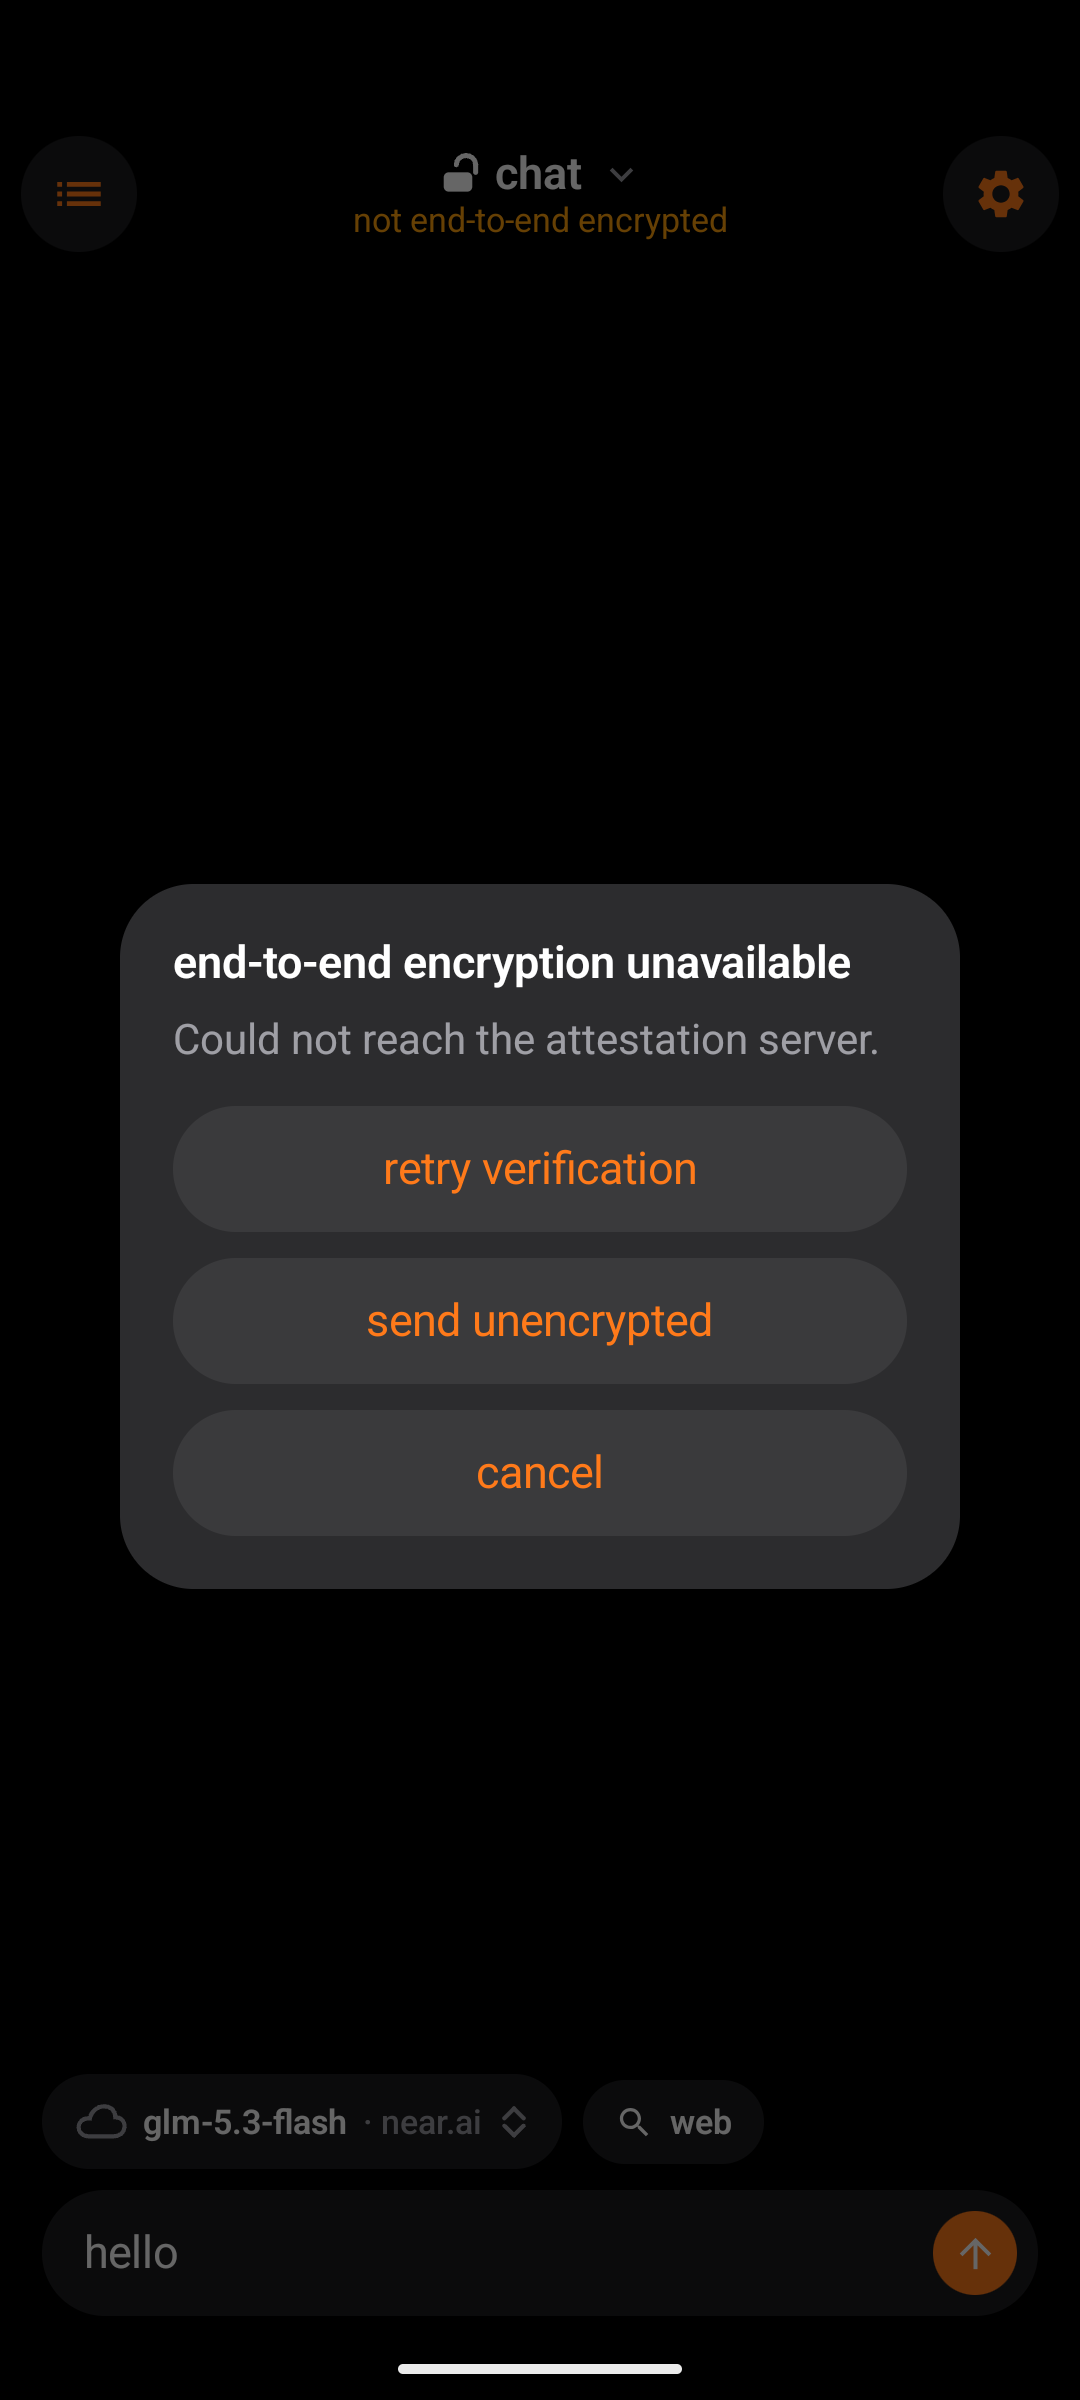 chat
not end-to-end encrypted
end-to-end encryption unavailable
Could not reach the attestation server.
retry verification
send unencrypted
cancel
glm-5.3-flash · near.ai
web
hello